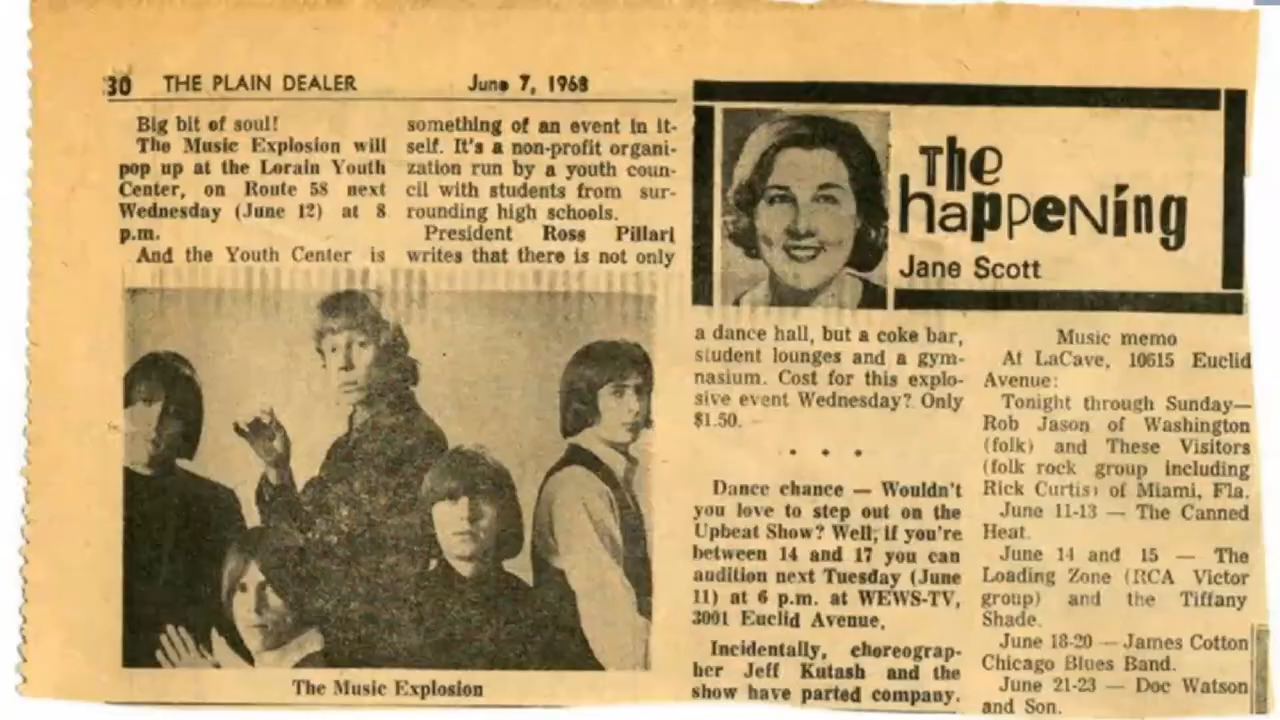 30 THE PLAIN DEALER June 7, 1968
Big bit of soul!
The Music Explosion will
pop up at the Lorain Youth
Center, on Route 58 next
Wednesday (June 12) at 8
p.m.
And the Youth Center is
something of an event in it-
self. It's a non-profit organi-
zation run by a youth coun-
cil with students from sur-
rounding high schools.
President Ross Pillari
writes that there is not only
The Music Explosion
The
happening
Jane Scott
a dance hall, but a coke bar,
student lounges and a gym-
nasium. Cost for this explo-
sive event Wednesday? Only
$1.50.
• • •
Dance chance — Wouldn't
you love to step out on the
Upbeat Show? Well, if you're
between 14 and 17 you can
audition next Tuesday (June
11) at 6 p.m. at WEWS-TV,
3001 Euclid Avenue.
Incidentally, choreograp-
her Jeff Kutash and the
show have parted company.
Music memo
At LaCave, 10615 Euclid
Avenue:
Tonight through Sunday—
Rob Jason of Washington
(folk) and These Visitors
(folk rock group including
Rick Curtis) of Miami, Fla.
June 11-13 — The Canned
Heat.
June 14 and 15 — The
Loading Zone (RCA Victor
group) and the Tiffany
Shade.
June 18-20 — James Cotton
Chicago Blues Band.
June 21-23 — Doc Watson
and Son.